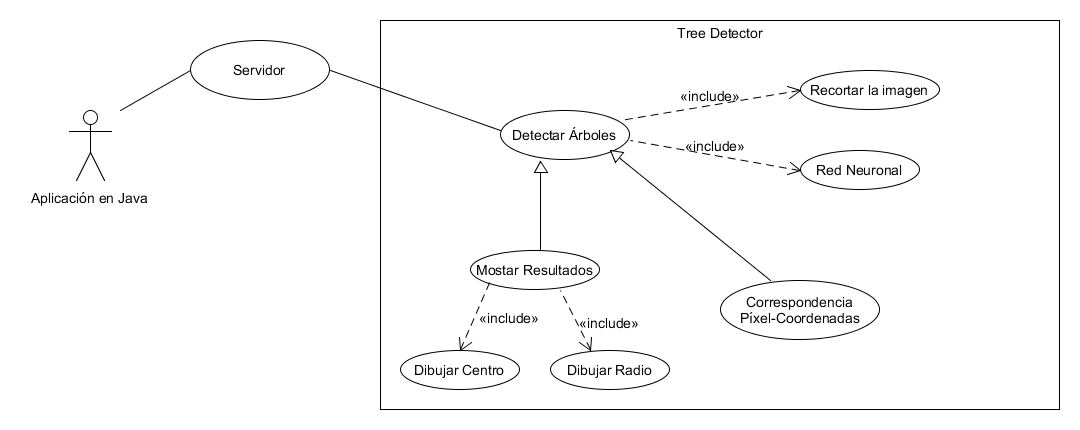 Tree Detector
Servidor
Recortar la imagen
«include»
Detectar Árboles
«include»
Red Neuronal
Aplicación en Java
Mostar Resultados
Correspondencia
Píxel-Coordenadas
«include»
«include»
Dibujar Centro
Dibujar Radio